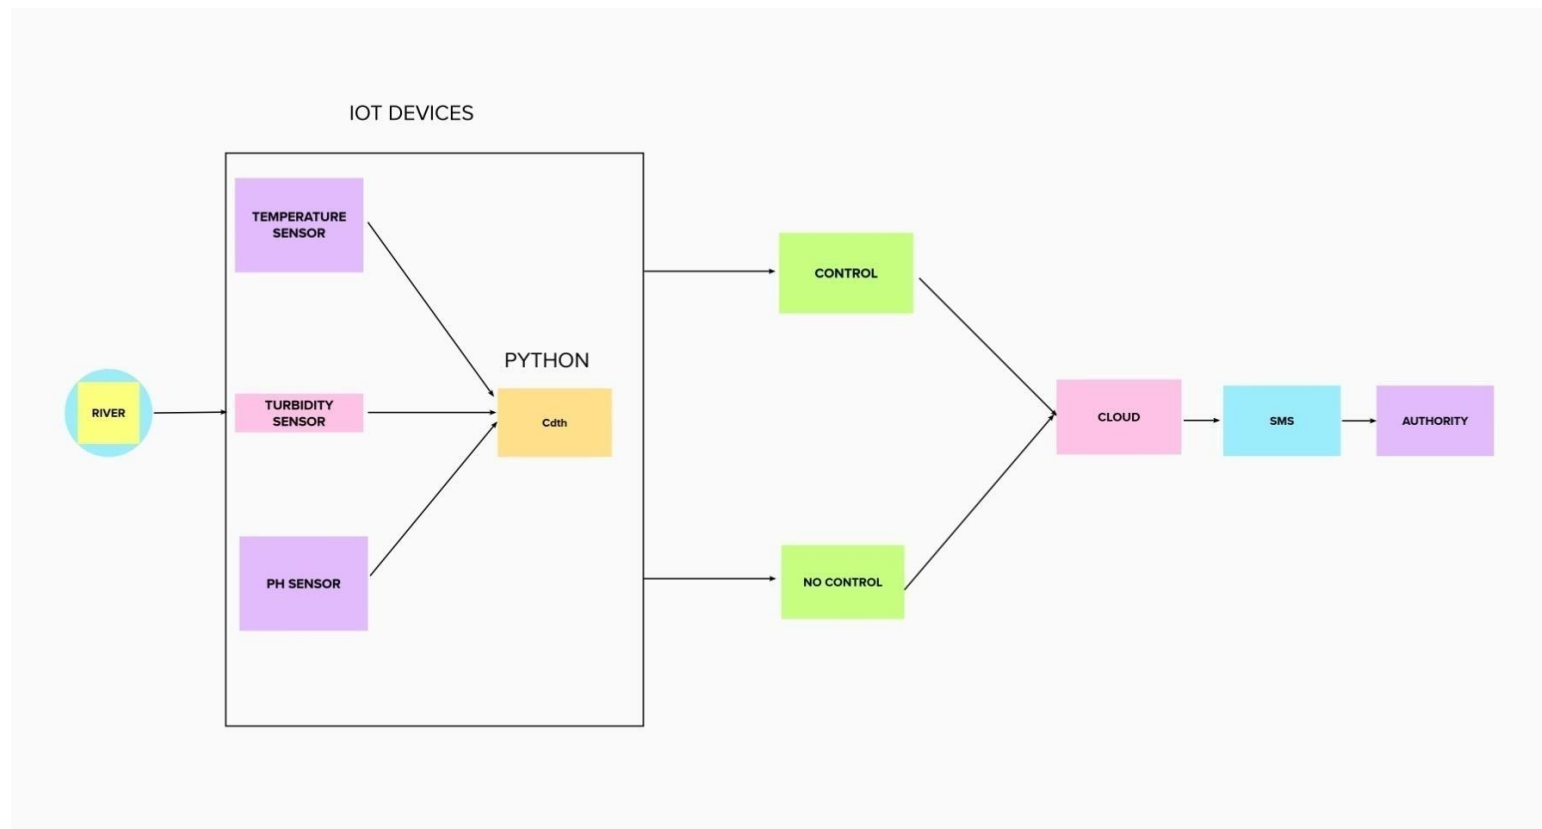 IOT DEVICES
TEMPERATURE
SENSOR
PYTHON
TURBIDITY
SENSOR
RIVER
Cdth
PH SENSOR
CONTROL
NO CONTROL
CLOUD
SMS
AUTHORITY